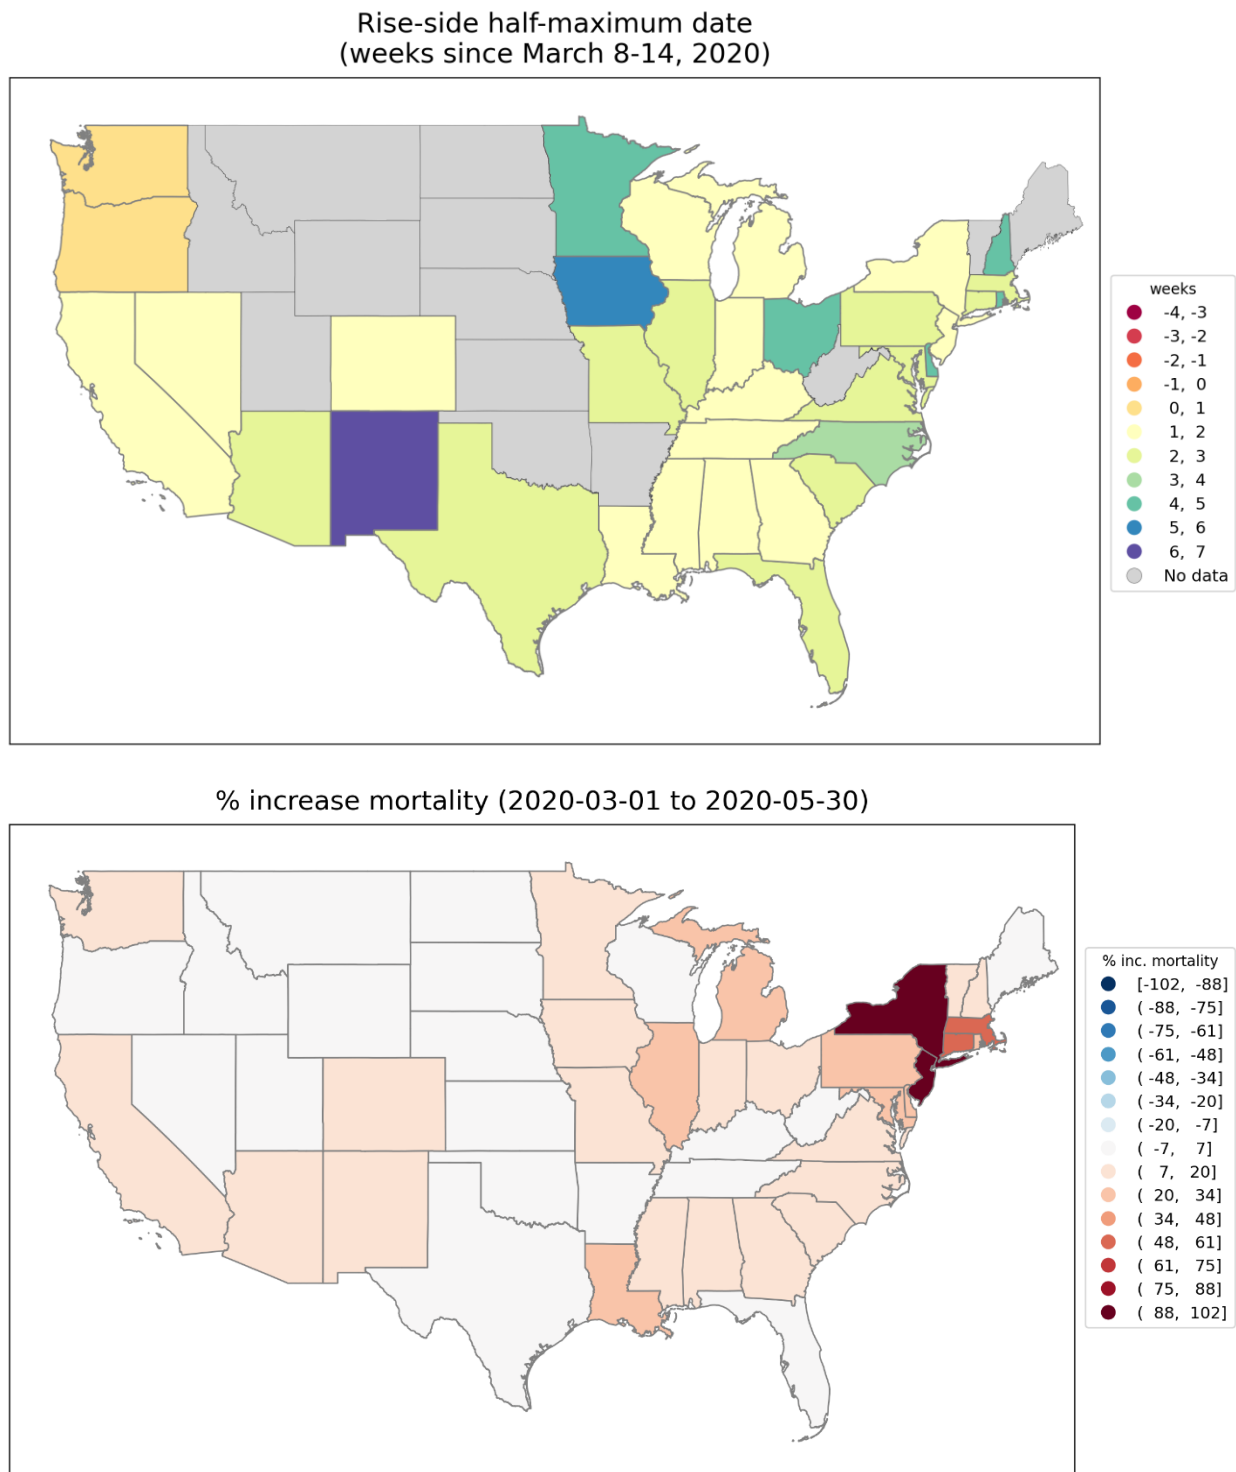 Rise-side half-maximum date
(weeks since March 8-14, 2020)
weeks
-4, -3
-3, -2
-2, -1
-1, 0
0, 1
1, 2
2, 3
3, 4
4, 5
5, 6
6, 7
No data
% increase mortality (2020-03-01 to 2020-05-30)
% inc. mortality
[-102, -88]
( -88, -75]
( -75, -61]
( -61, -48]
( -48, -34]
( -34, -20]
( -20, -7]
( -7, 7]
( 7, 20]
( 20, 34]
( 34, 48]
( 48, 61]
( 61, 75]
( 75, 88]
( 88, 102]